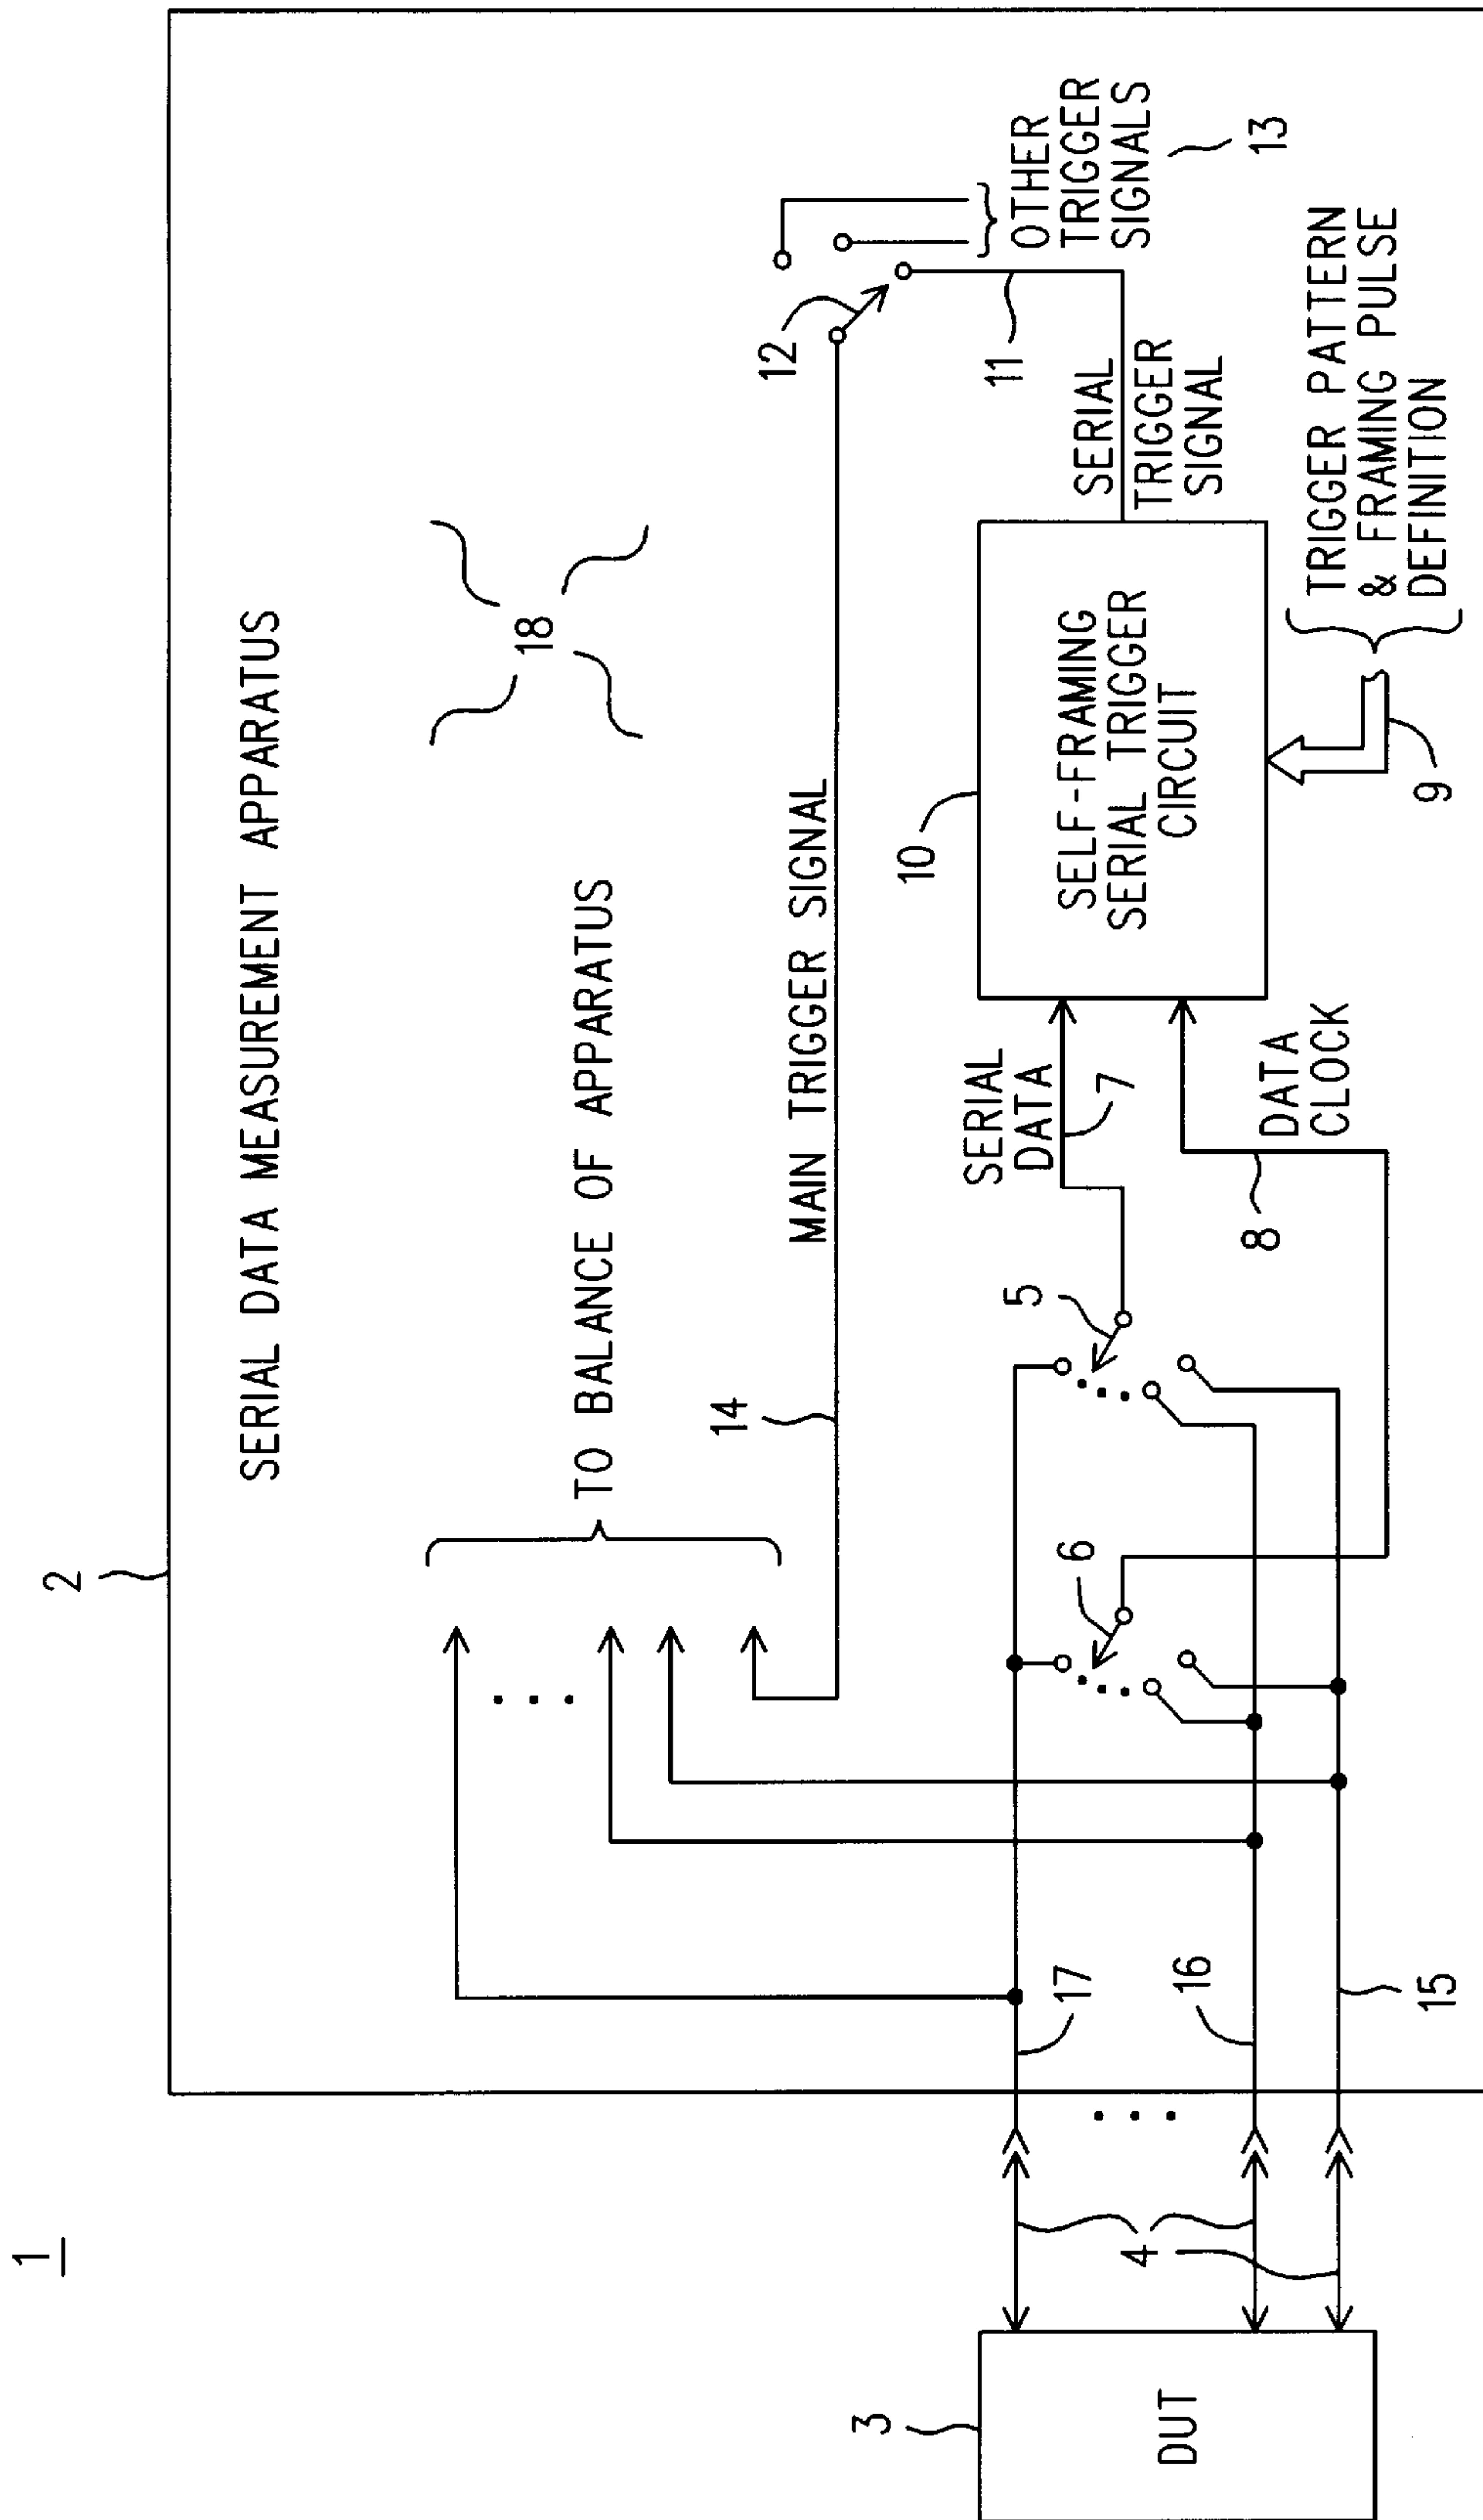 1
2
SERIAL DATA MEASUREMENT APPARATUS
18
TO BALANCE OF APPARATUS
14
MAIN TRIGGER SIGNAL
12
OTHER
TRIGGER
SIGNALS
13
11
SERIAL
TRIGGER
SIGNAL
10
SELF-FRAMING
SERIAL TRIGGER
CIRCUIT
SERIAL
DATA
7
5
6
8
DATA
CLOCK
9
TRIGGER PATTERN
& FRAMING PULSE
DEFINITION
17
16
15
4
3
DUT